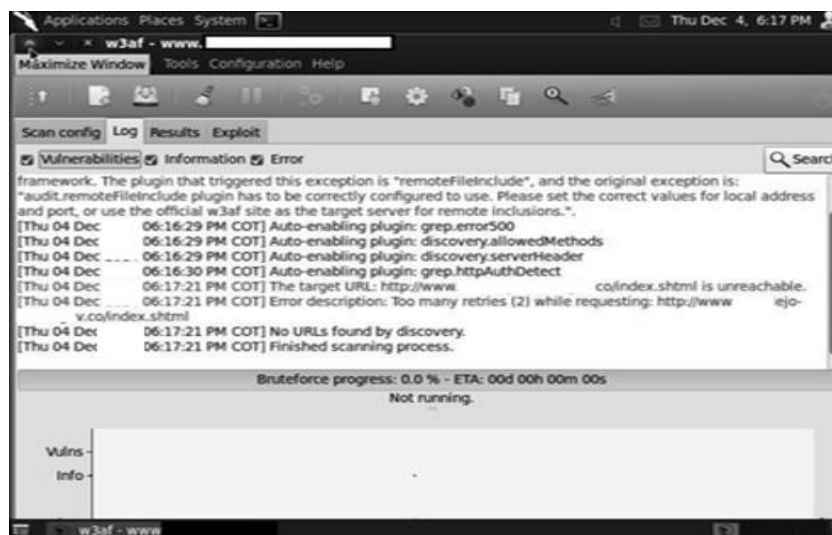 Applications Places System
Thu Dec 4, 6:17 PM
w3af - www.
Maximize Window Tools Configuration Help
Scan config Log Results Exploit
Vulnerabilities Information Error
Search
framework. The plugin that triggered this exception is "remoteFileInclude", and the original exception is:
"audit.remoteFileInclude plugin has to be correctly configured to use. Please set the correct values for local address
and port, or use the official w3af site as the target server for remote inclusions.".
[Thu 04 Dec 06:16:29 PM COT] Auto-enabling plugin: grep.error500
[Thu 04 Dec 06:16:29 PM COT] Auto-enabling plugin: discovery.allowedMethods
[Thu 04 Dec 06:16:29 PM COT] Auto-enabling plugin: discovery.serverHeader
[Thu 04 Dec 06:16:30 PM COT] Auto-enabling plugin: grep.httpAuthDetect
[Thu 04 Dec 06:17:21 PM COT] The target URL: http://www. co/index.shtml is unreachable.
[Thu 04 Dec 06:17:21 PM COT] Error description: Too many retries (2) while requesting: http://www ejo-
v.co/index.shtml
[Thu 04 Dec 06:17:21 PM COT] No URLs found by discovery.
[Thu 04 Dec 06:17:21 PM COT] Finished scanning process.
Bruteforce progress: 0.0 % - ETA: 00d 00h 00m 00s
Not running.
Vulns
Info
w3af - www